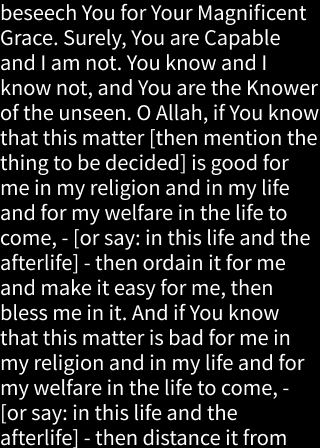 beseech You for Your Magnificent
Grace. Surely, You are Capable
and I am not. You know and I
know not, and You are the Knower
of the unseen. O Allah, if You know
that this matter [then mention the
thing to be decided] is good for
me in my religion and in my life
and for my welfare in the life to
come, - [or say: in this life and the
afterlife] - then ordain it for me
and make it easy for me, then
bless me in it. And if You know
that this matter is bad for me in
my religion and in my life and for
my welfare in the life to come, -
[or say: in this life and the
afterlife] - then distance it from